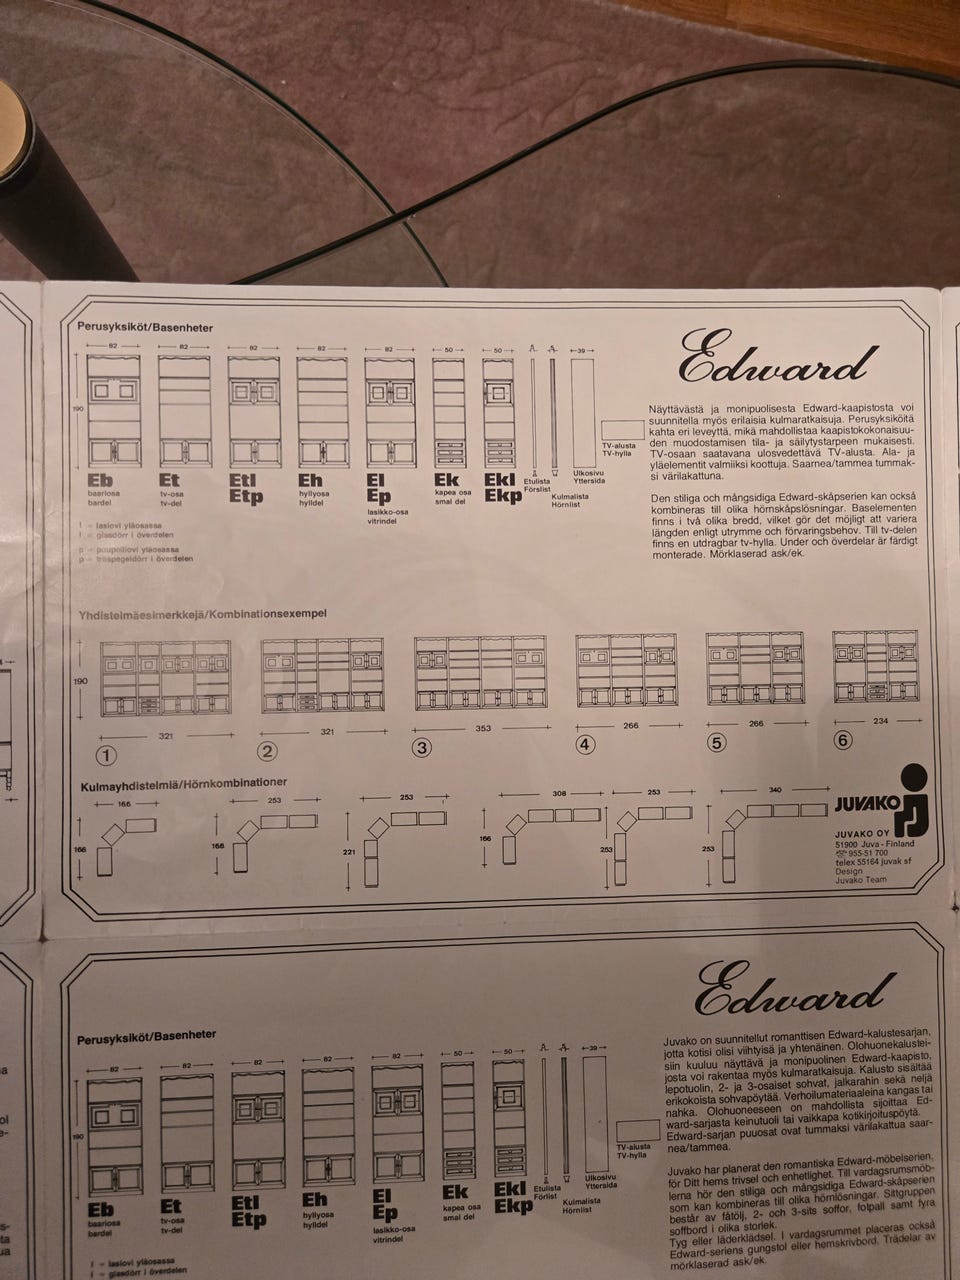 Perusyksiköt/Basenheter
82 82 82 82 82 50 50 39
190
Eb
baariosa
bardel
Et
tv-osa
tv-del
Etl
Etp
Eh
hyllyosa
hylldel
El
Ep
lasikko-osa
vitrindel
Ek
kapea osa
smal del
Ekl
Ekp
Etulista
Förslist
Kulmalista
Hörnlist
Ulkosivu
Yttersida
TV-alusta
TV-hylla
l = lasiovi yläosassa
l = glasdörr i överdelen
p = puupeiliovi yläosassa
p = träspegeldörr i överdelen
Edward
Näyttävästä ja monipuolisesta Edward-kaapistosta voi
suunnitella myös erilaisia kulmaratkaisuja. Perusyksiköitä
kahta eri leveyttä, mikä mahdollistaa kaapistokokonaisuu-
den muodostamisen tila- ja säilytystarpeen mukaisesti.
TV-osaan saatavana ulosvedettävä TV-alusta. Ala- ja
yläelementit valmiiksi koottuja. Saarnea/tammea tummak-
si värilakattuna.
Den stiliga och mångsidiga Edward-skåpserien kan också
kombineras till olika hörnskåpslösningar. Baselementen
finns i två olika bredd, vilket gör det möjligt att variera
längden enligt utrymme och förvaringsbehov. Till tv-delen
finns en utdragbar tv-hylla. Under och överdelar är färdigt
monterade. Mörklaserad ask/ek.
Yhdistelmäesimerkkejä/Kombinationsexempel
190
321 321 353 266 266 234
1 2 3 4 5 6
Kulmayhdistelmiä/Hörnkombinationer
166 253 253 308 253 340
166 166 221 166 253 253
JUVAKO
JUVAKO OY
51900 Juva - Finland
☎ 955-51 700
telex 55164 juvak sf
Design
Juvako Team
Edward
Perusyksiköt/Basenheter
82 82 82 82 82 50 50 39
190
Eb
baariosa
bardel
Et
tv-osa
tv-del
Etl
Etp
Eh
hyllyosa
hylldel
El
Ep
lasikko-osa
vitrindel
Ek
kapea osa
smal del
Ekl
Ekp
Etulista
Förlist
Kulmalista
Hörnlist
Ulkosivu
Yttersida
TV-alusta
TV-hylla
l = lasiovi yläosassa
l = glasdörr i överdelen
Juvako on suunnitellut romanttisen Edward-kalustesarjan,
jotta kotisi olisi viihtyisä ja yhtenäinen. Olohuonekalustei-
siin kuuluu näyttävä ja monipuolinen Edward-kaapisto,
josta voi rakentaa myös kulmaratkaisuja. Kalusto sisältää
lepotuolin, 2- ja 3-osaiset sohvat, jalkarahin sekä neljä
erikokoista sohvapöytää. Verhoilumateriaaleina kangas tai
nahka. Olohuoneeseen on mahdollista sijoittaa Ed-
ward-sarjasta keinutuoli tai vaikkapa kotikirjoituspöytä.
Edward-sarjan puuosat ovat tummaksi värilakattua saar-
nea/tammea.
Juvako har planerat den romantiska Edward-möbelserien,
för Ditt hems trivsel och enhetlighet. Till vardagsrumsmöb-
lerna hör den stiliga och mångsidiga Edward-skåpserien
som kan kombineras till olika hörnlösningar. Sittgruppen
består av fåtölj, 2- och 3-sits soffor, fotpall samt fyra
soffbord i olika storlek.
Tyg eller läderklädsel. I vardagsrummet placeras också
Edward-seriens gungstol eller hemskrivbord. Trädelar av
mörklaserad ask/ek.